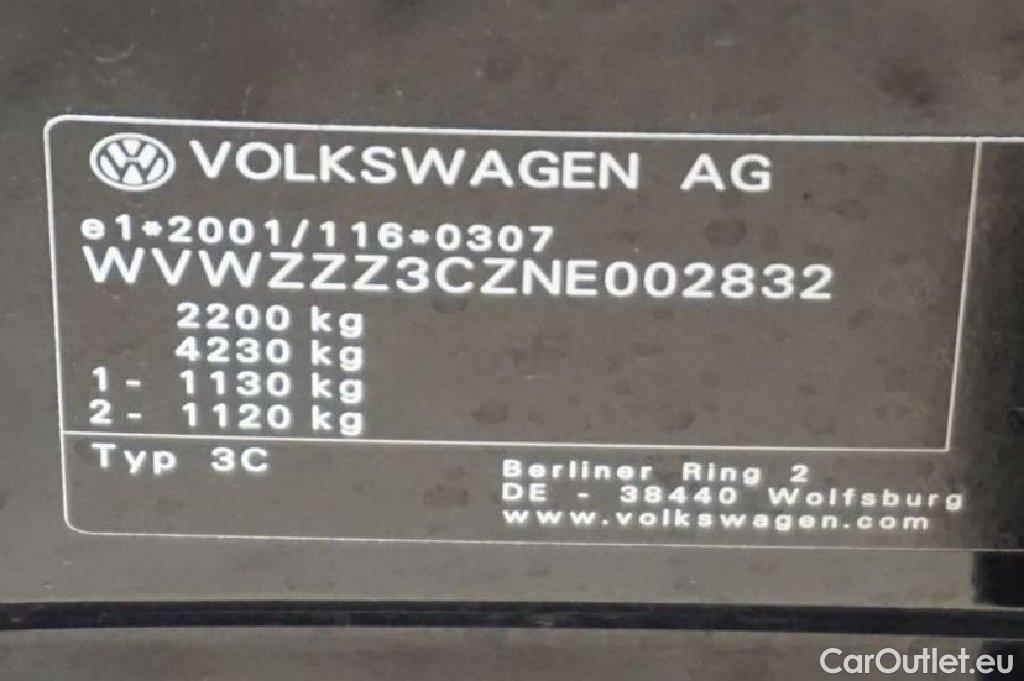 VOLKSWAGEN AG
e1*2001/116*0307
WVWZZZ3CZNE002832
2200 kg
4230 kg
1 - 1130 kg
2 - 1120 kg
Typ 3C
Berliner Ring 2
DE - 38440 Wolfsburg
www.volkswagen.com
CarOutlet.eu